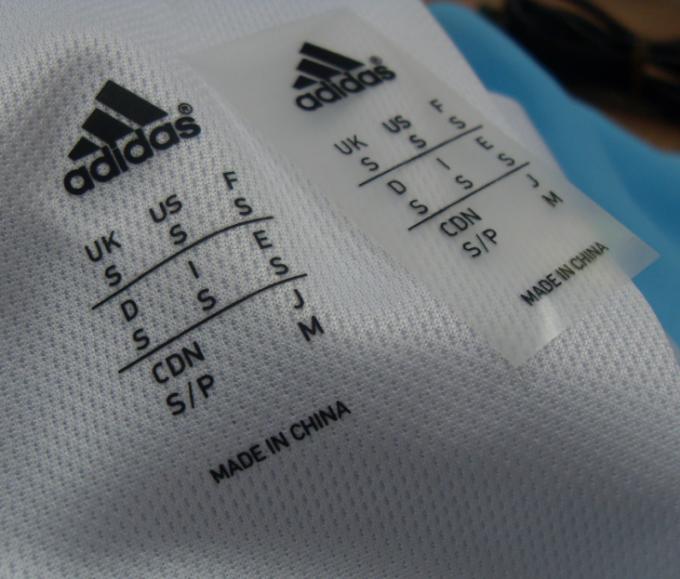 adidas®
UK US F
S S S
D I E
S S S
CDN J
S/P M
MADE IN CHINA
adidas®
UK US F
S S S
D I E
S S S
CDN J
S/P M
MADE IN CHINA